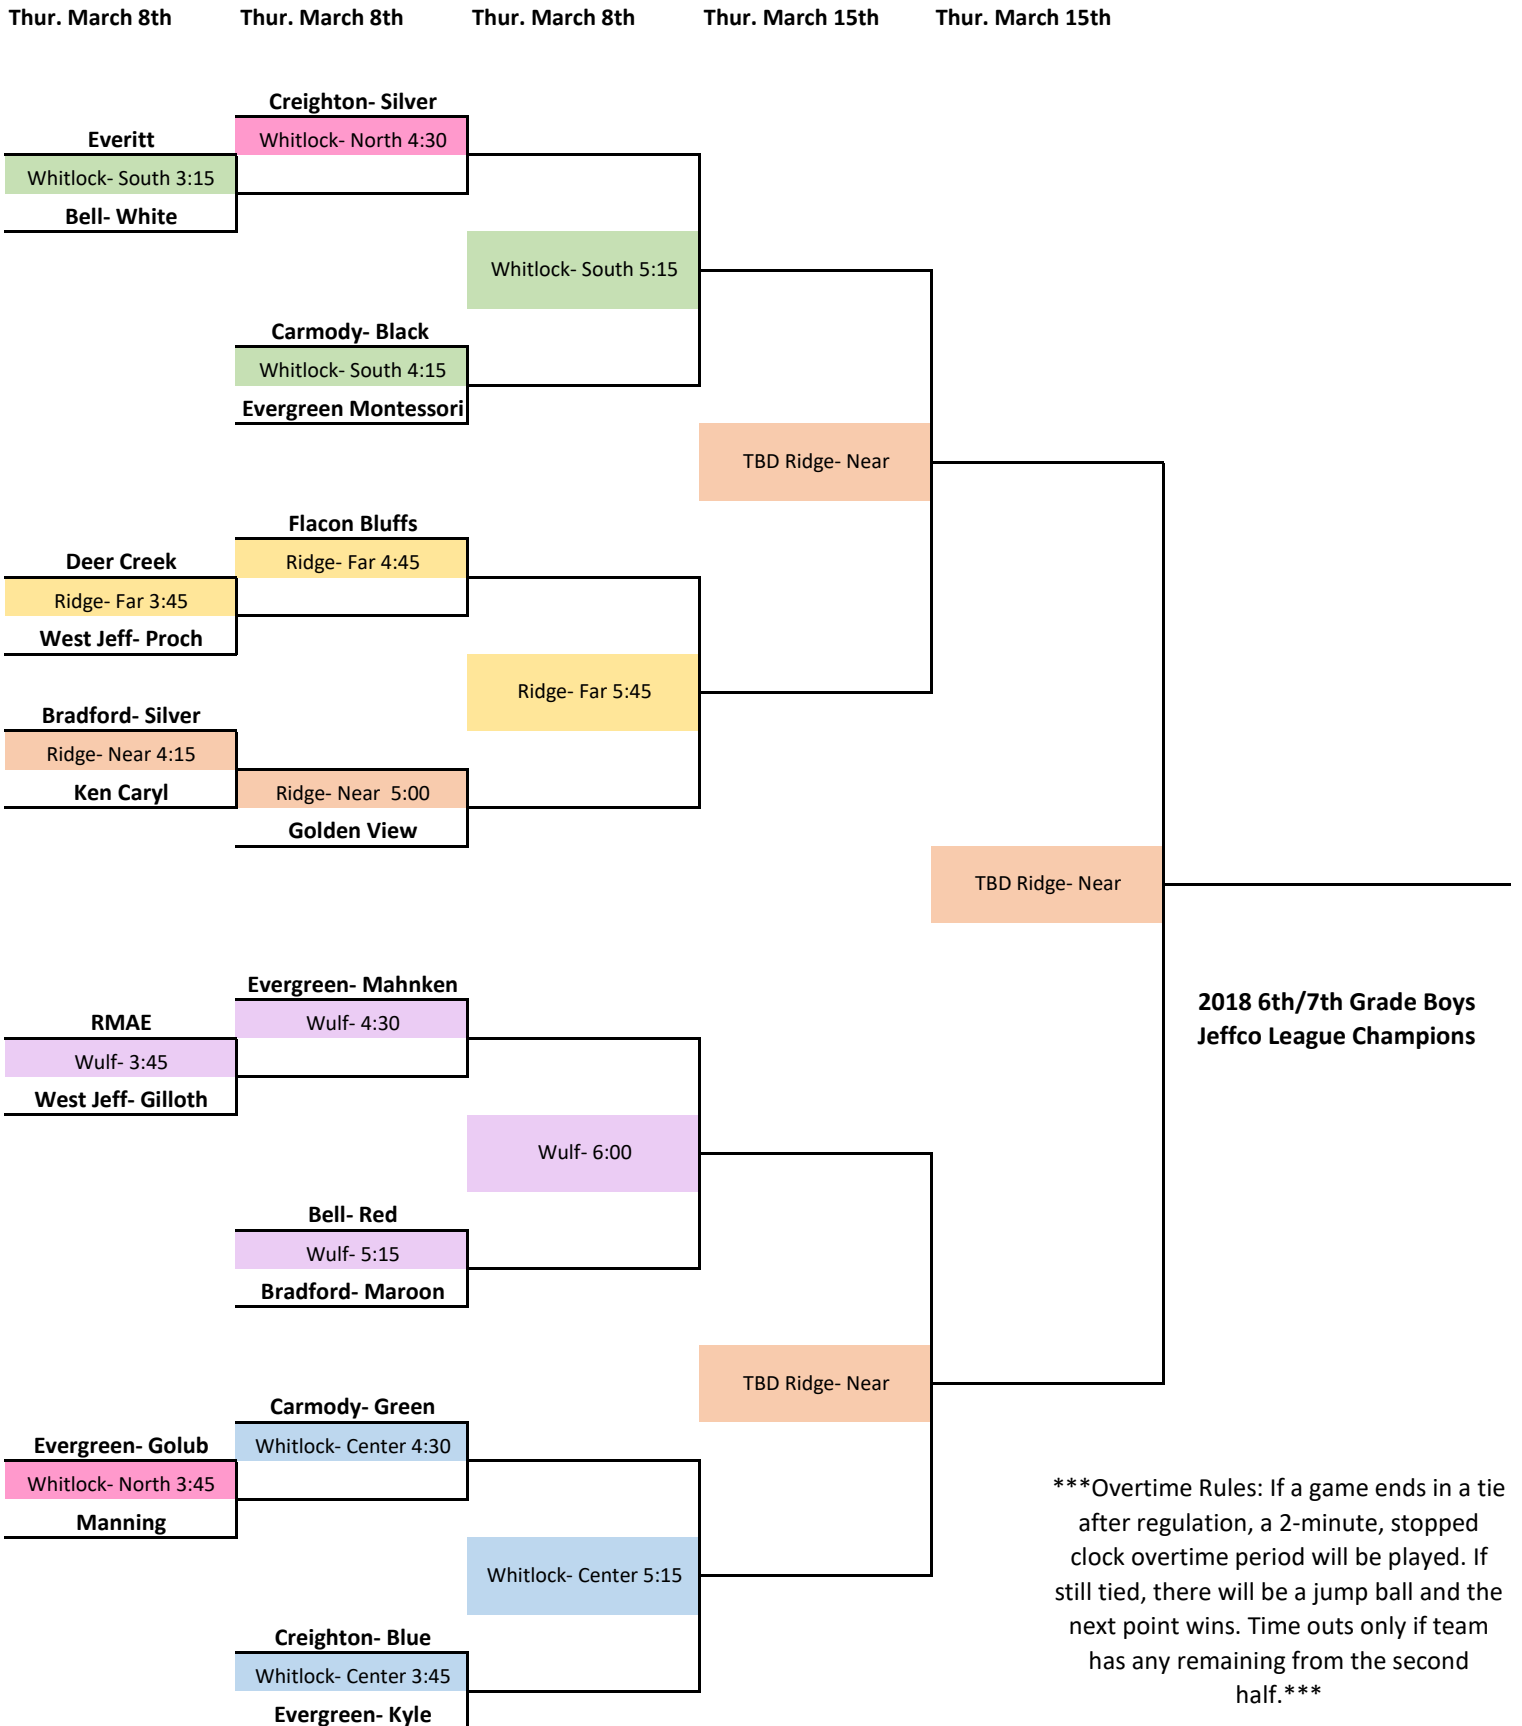 Thur. March 8th Thur. March 8th Thur. March 8th Thur. March 15th Thur. March 15th
Creighton- Silver
Everitt
Whitlock- North 4:30
Whitlock- South 3:15
Bell- White
Whitlock- South 5:15
Carmody- Black
Whitlock- South 4:15
Evergreen Montessori
TBD Ridge- Near
Flacon Bluffs
Deer Creek
Ridge- Far 4:45
Ridge- Far 3:45
West Jeff- Proch
Ridge- Far 5:45
Bradford- Silver
Ridge- Near 4:15
Ken Caryl
Ridge- Near 5:00
Golden View
TBD Ridge- Near
Evergreen- Mahnken
RMAE
Wulf- 4:30
Wulf- 3:45
West Jeff- Gilloth
2018 6th/7th Grade Boys
Jeffco League Champions
Wulf- 6:00
Bell- Red
Wulf- 5:15
Bradford- Maroon
TBD Ridge- Near
Carmody- Green
Evergreen- Golub
Whitlock- Center 4:30
Whitlock- North 3:45
Manning
Whitlock- Center 5:15
Creighton- Blue
Whitlock- Center 3:45
Evergreen- Kyle
***Overtime Rules: If a game ends in a tie
after regulation, a 2-minute, stopped
clock overtime period will be played. If
still tied, there will be a jump ball and the
next point wins. Time outs only if team
has any remaining from the second
half.***